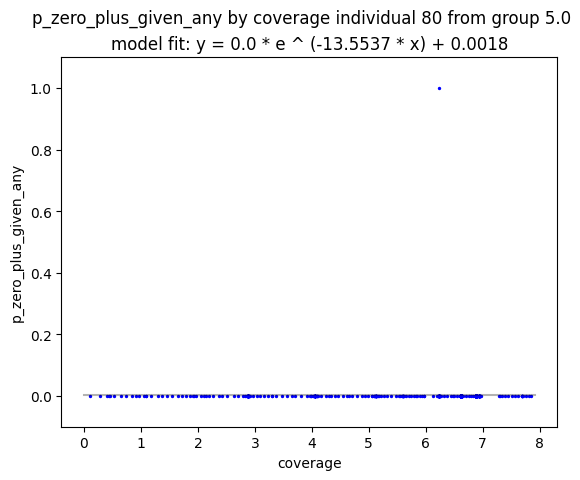 p_zero_plus_given_any by coverage individual 80 from group 5.0
model fit: y = 0.0 * e ^ (-13.5537 * x) + 0.0018
1.0
0.8
0.6
0.4
0.2
0.0
p_zero_plus_given_any
0 1 2 3 4 5 6 7 8
coverage